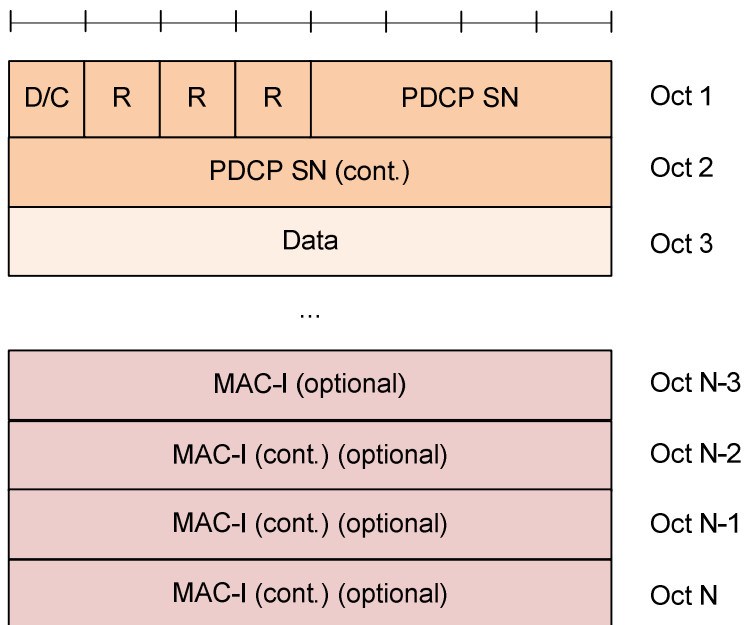 D/C R R R PDCP SN Oct 1
PDCP SN (cont.) Oct 2
Data Oct 3
...
MAC-I (optional) Oct N-3
MAC-I (cont.) (optional) Oct N-2
MAC-I (cont.) (optional) Oct N-1
MAC-I (cont.) (optional) Oct N